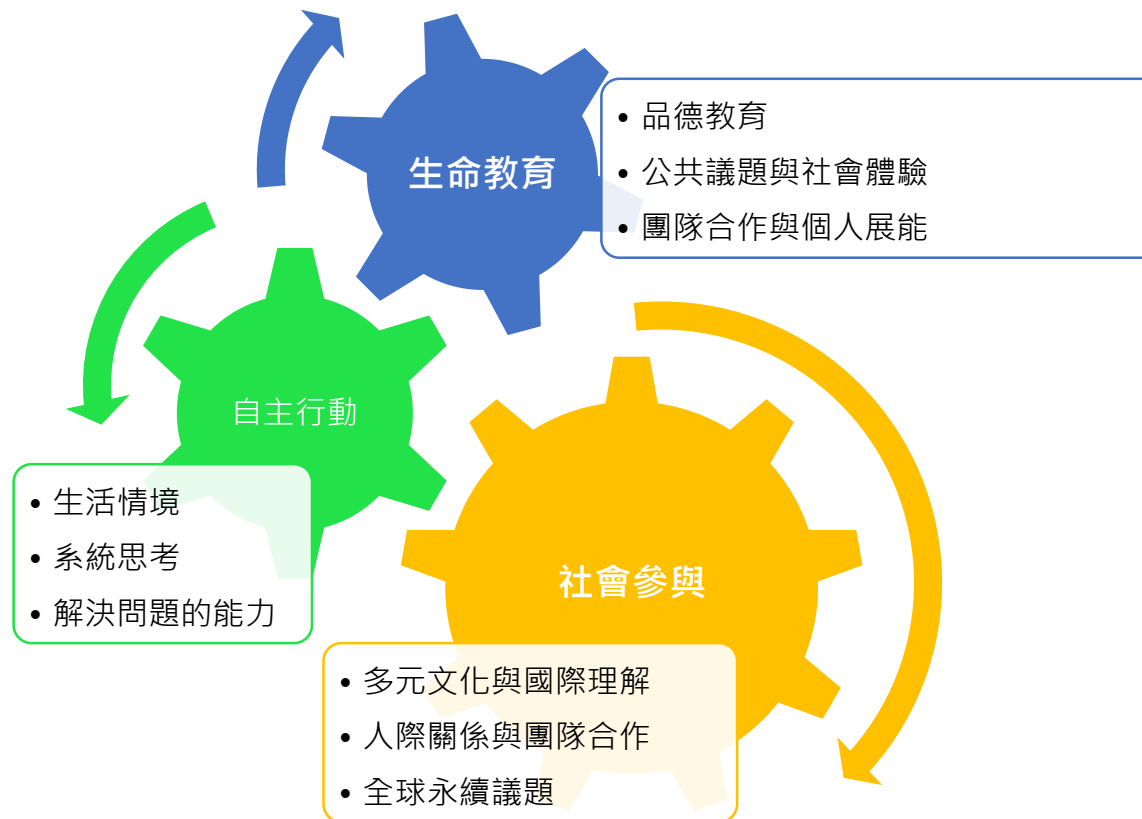 生命教育
• 品德教育
• 公共議題與社會體驗
• 團隊合作與個人展能
自主行動
• 生活情境
• 系統思考
• 解決問題的能力
社會參與
• 多元文化與國際理解
• 人際關係與團隊合作
• 全球永續議題